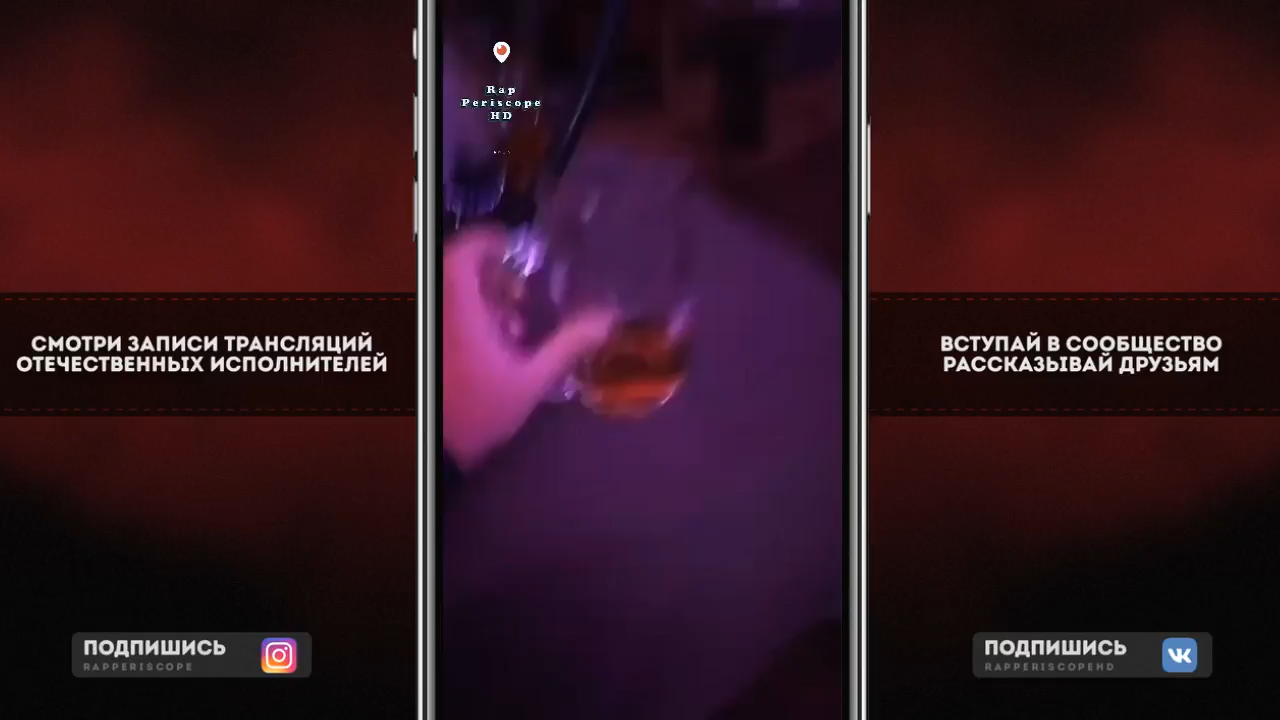 Rap
Periscope
HD
СМОТРИ ЗАПИСИ ТРАНСЛЯЦИЙ
ОТЕЧЕСТВЕННЫХ ИСПОЛНИТЕЛЕЙ
ВСТУПАЙ В СООБЩЕСТВО
РАССКАЗЫВАЙ ДРУЗЬЯМ
ПОДПИШИСЬ
RAPPERISCOPE
ПОДПИШИСЬ
RAPPERISCOPEHD